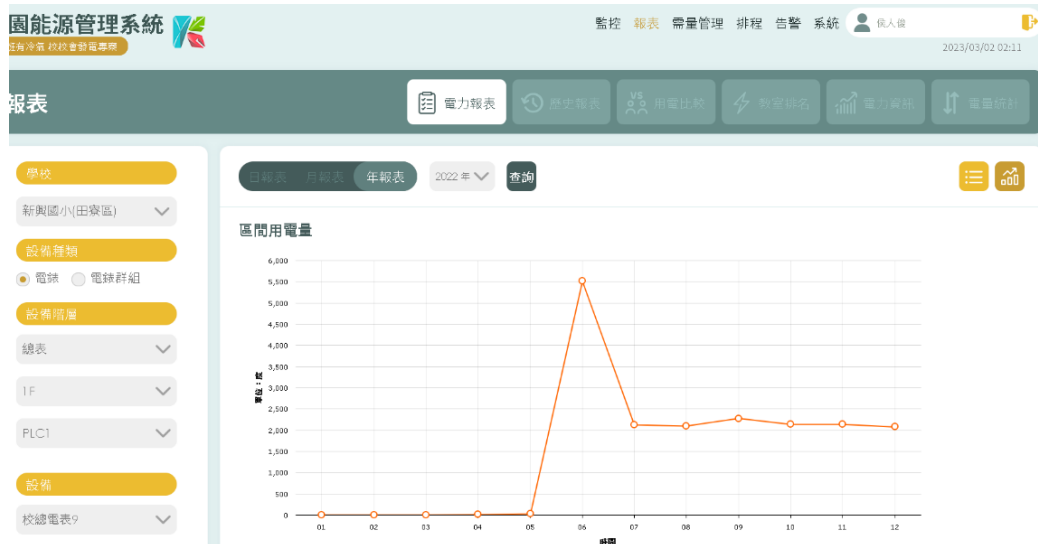 園能源管理系統
監控 報表 需量管理 排程 告警 系統
2023/03/02 02:11
報表
電力報表 歷史報表 VS 用電比較 教室排名 電力資訊 電量統計
學校
新興國小(田寮區)
設備種類
電錶 電錶群組
設備階層
總表
1F
PLC1
設備
校總電表9
日報表 月報表 年報表 2022 年 查詢
區間用電量
單位：度
6,000
5,500
5,000
4,500
4,000
3,500
3,000
2,500
2,000
1,500
1,000
500
0
01 02 03 04 05 06 07 08 09 10 11 12
時間